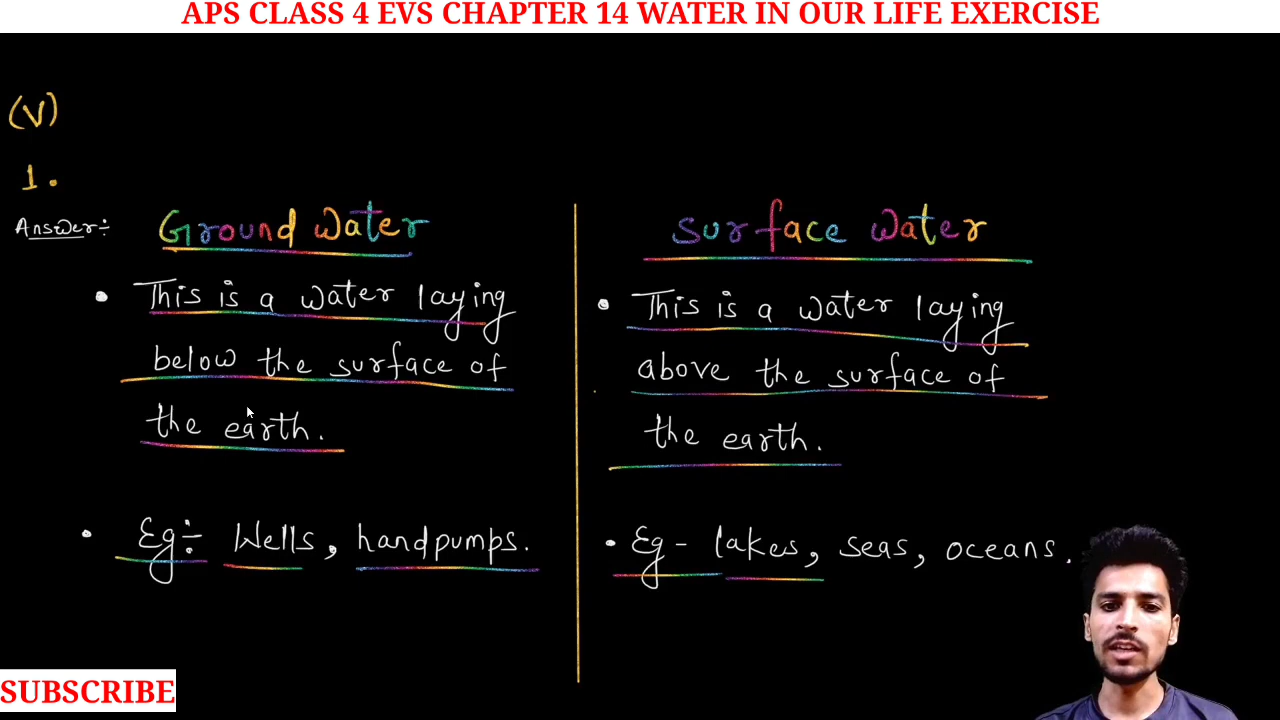 APS CLASS 4 EVS CHAPTER 14 WATER IN OUR LIFE EXERCISE
(V)
1.
Answer:-
Ground Water
• This is a water laying
below the surface of
the earth.
• Eg:- Wells, handpumps.
Surface Water
• This is a water laying
above the surface of
the earth.
• Eg - lakes, seas, oceans.
SUBSCRIBE